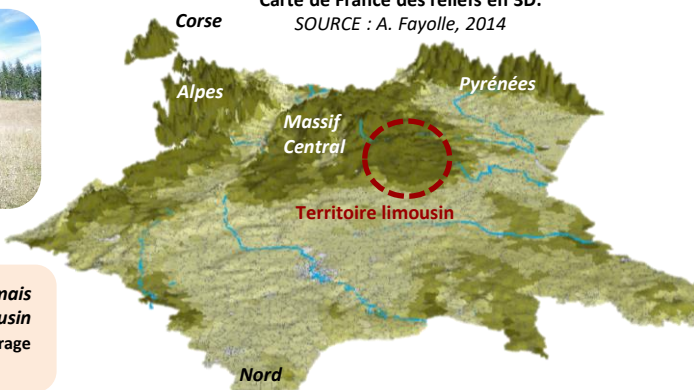 Carte de France des reliefs en 3D.
SOURCE : A. Fayolle, 2014
Corse
Alpes
Pyrénées
Massif
Central
Territoire limousin
mais
usin
rage
Nord